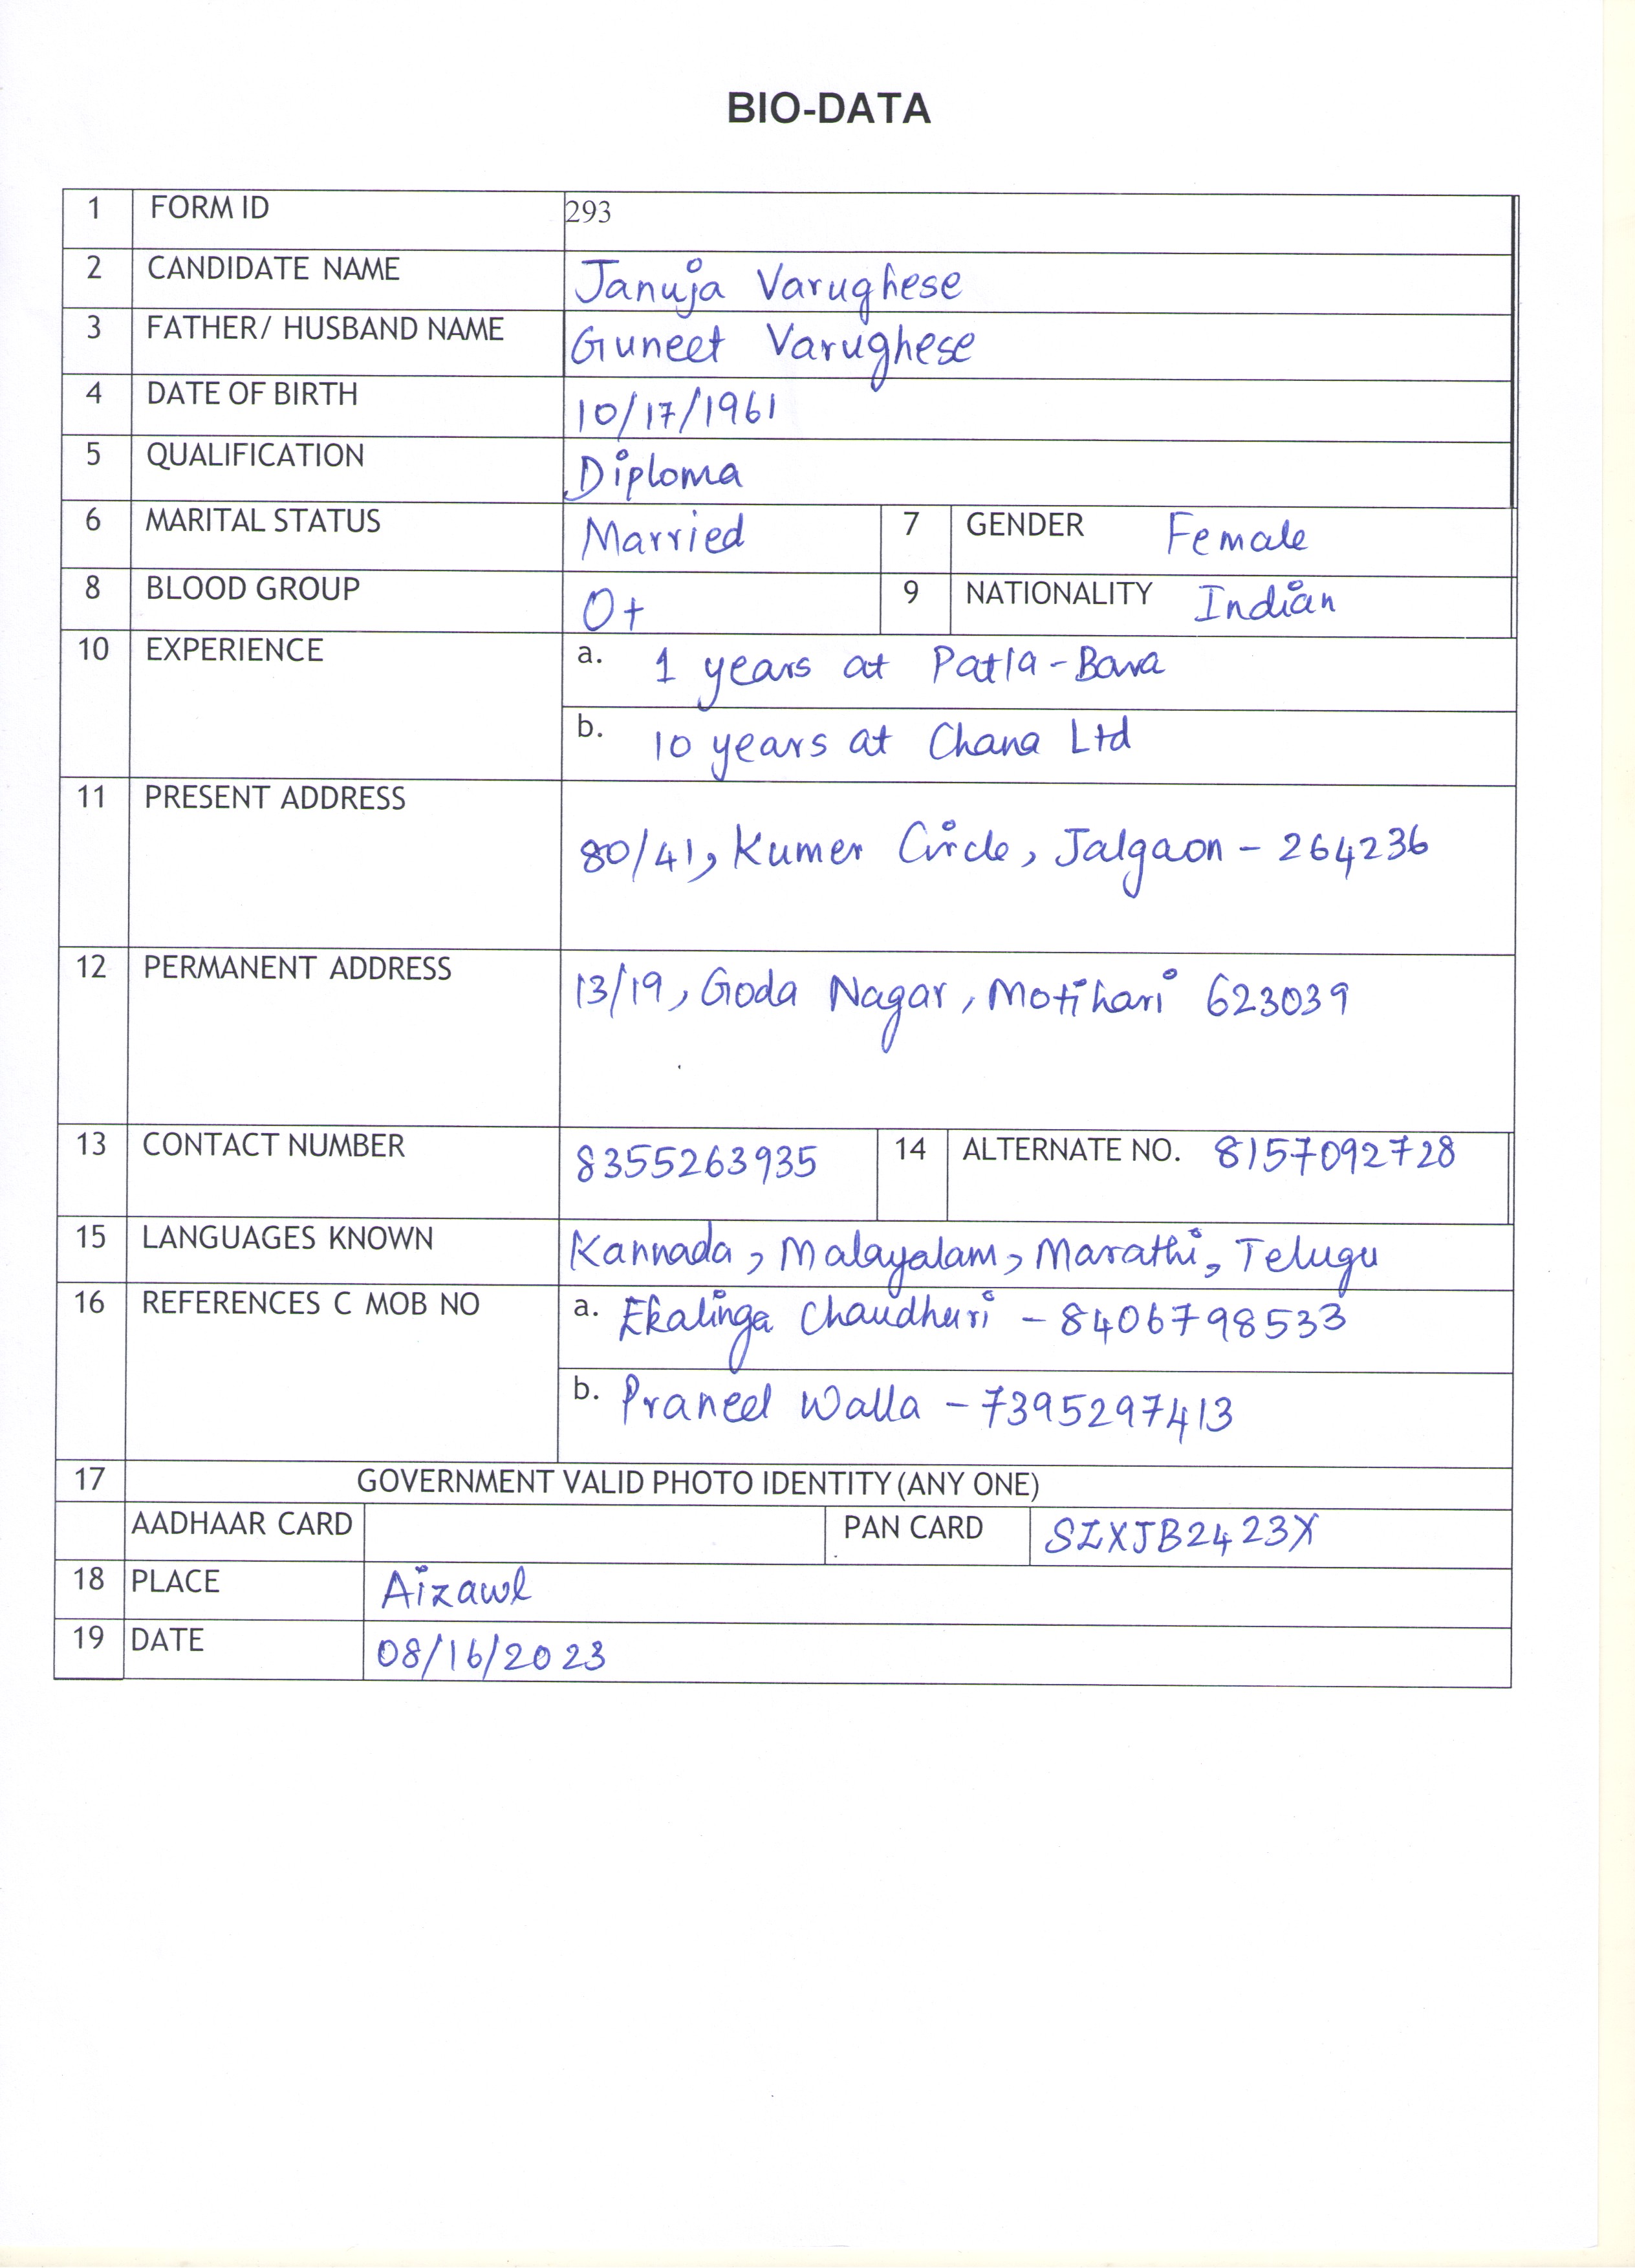 BIO-DATA
1 FORM ID 293
2 CANDIDATE NAME Januja Varughese
3 FATHER/ HUSBAND NAME Guneet Varughese
4 DATE OF BIRTH 10/17/1961
5 QUALIFICATION Diploma
6 MARITAL STATUS Married 7 GENDER Female
8 BLOOD GROUP O+ 9 NATIONALITY Indian
10 EXPERIENCE a. 1 years at Patla-Bava
b. 10 years at Chana Ltd
11 PRESENT ADDRESS 80/41, Kumer Circle, Jalgaon - 264236
12 PERMANENT ADDRESS 13/19, Goda Nagar, Motihari 623039
13 CONTACT NUMBER 8355263935 14 ALTERNATE NO. 8157092728
15 LANGUAGES KNOWN Kannada, Malayalam, Marathi, Telugu
16 REFERENCES C MOB NO a. Ekalinga Chaudhuri - 8406798533
b. Praneel Walla - 7395297413
17 GOVERNMENT VALID PHOTO IDENTITY (ANY ONE)
AADHAAR CARD PAN CARD SZXJB2423X
18 PLACE Aizawl
19 DATE 08/16/2023